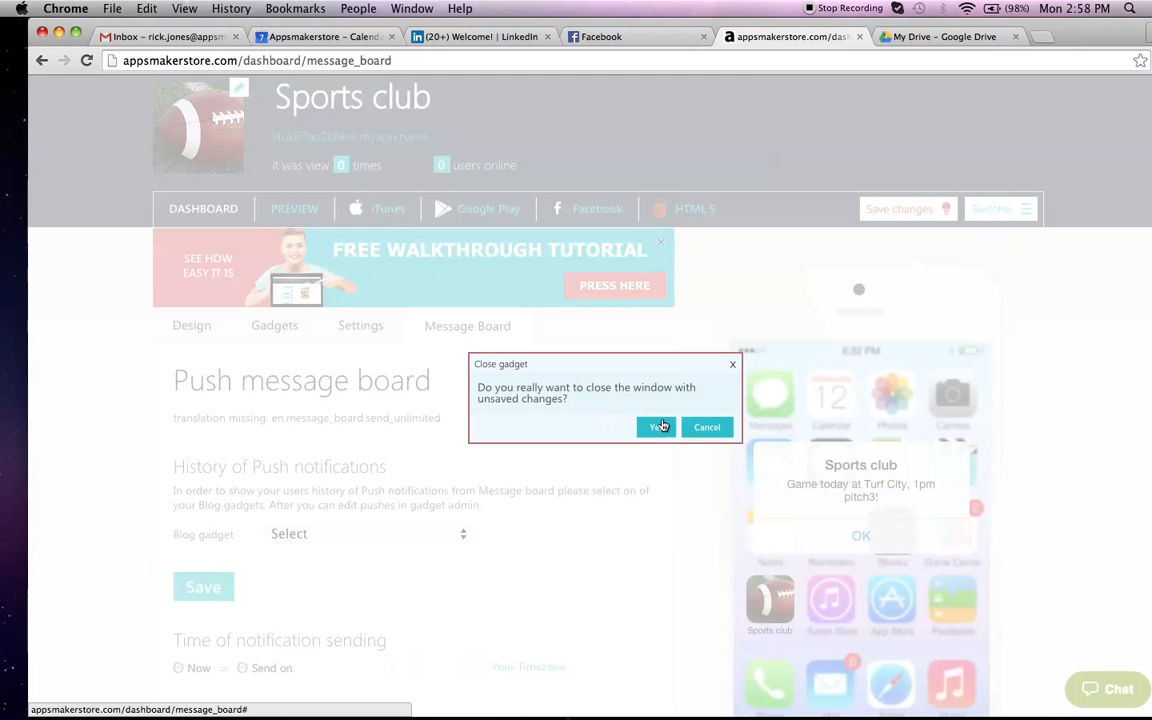 Chrome File Edit View History Bookmarks People Window Help Stop Recording (98%) Mon 2:58 PM
Inbox - rick.jones@appsm Appsmakerstore - Calenda (20+) Welcome! | LinkedIn Facebook appsmakerstore.com/dash My Drive - Google Drive
appsmakerstore.com/dashboard/message_board
Sports club
it was view 0 times 0 users online
DASHBOARD PREVIEW iTunes Google Play Facebook HTML 5 Save changes Switcher
SEE HOW
EASY IT IS
FREE WALKTHROUGH TUTORIAL
PRESS HERE
Design Gadgets Settings Message Board
Push message board
translation missing. en.message_board.send_unlimited
History of Push notifications
In order to show your users history of Push notifications from Message board please select on of
your Blog gadgets. After you can edit pushes in gadget admin.
Blog gadget Select
Save
Time of notification sending
Now or Send on: Your Timezone
Close gadget X
Do you really want to close the window with
unsaved changes?
Cancel
Sports club
Game today at Turf City, 1pm
pitch3!
OK
Sports club
Chat
appsmakerstore.com/dashboard/message_board#